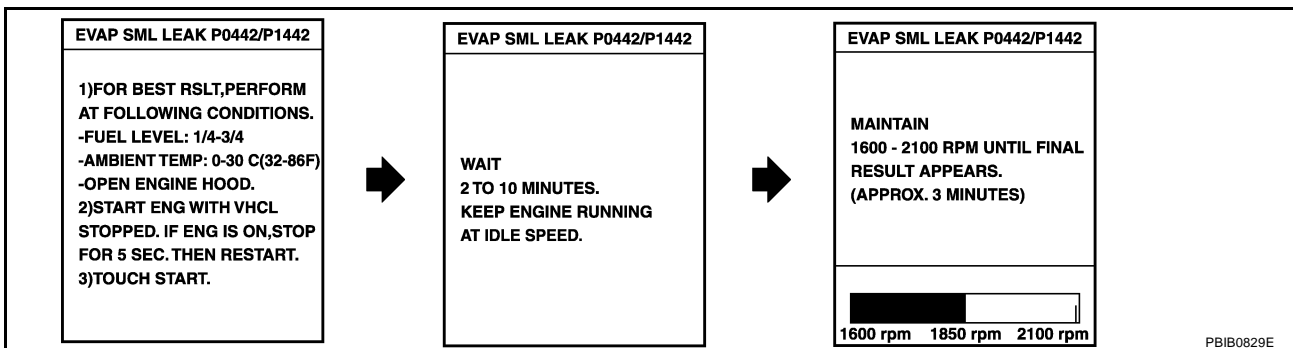 EVAP SML LEAK P0442/P1442
1)FOR BEST RSLT,PERFORM
AT FOLLOWING CONDITIONS.
-FUEL LEVEL: 1/4-3/4
-AMBIENT TEMP: 0-30 C(32-86F)
-OPEN ENGINE HOOD.
2)START ENG WITH VHCL
STOPPED. IF ENG IS ON,STOP
FOR 5 SEC. THEN RESTART.
3)TOUCH START.
EVAP SML LEAK P0442/P1442
WAIT
2 TO 10 MINUTES.
KEEP ENGINE RUNNING
AT IDLE SPEED.
EVAP SML LEAK P0442/P1442
MAINTAIN
1600 - 2100 RPM UNTIL FINAL
RESULT APPEARS.
(APPROX. 3 MINUTES)
1600 rpm 1850 rpm 2100 rpm
PBIB0829E